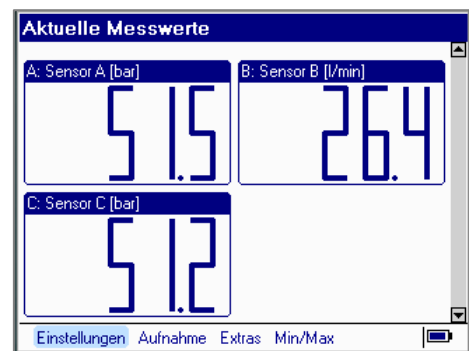 Aktuelle Messwerte
A: Sensor A [bar]
51.5
B: Sensor B [l/min]
26.4
C: Sensor C [bar]
51.2
Einstellungen Aufnahme Extras Min/Max